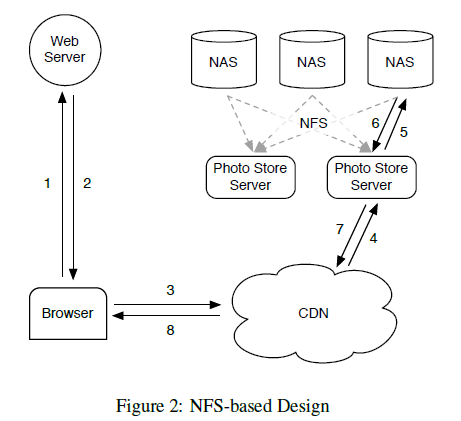 Web
Server
NAS
NAS
NAS
NFS
6
5
Photo Store
Server
Photo Store
Server
1
2
7
4
3
Browser
CDN
8
Figure 2: NFS-based Design